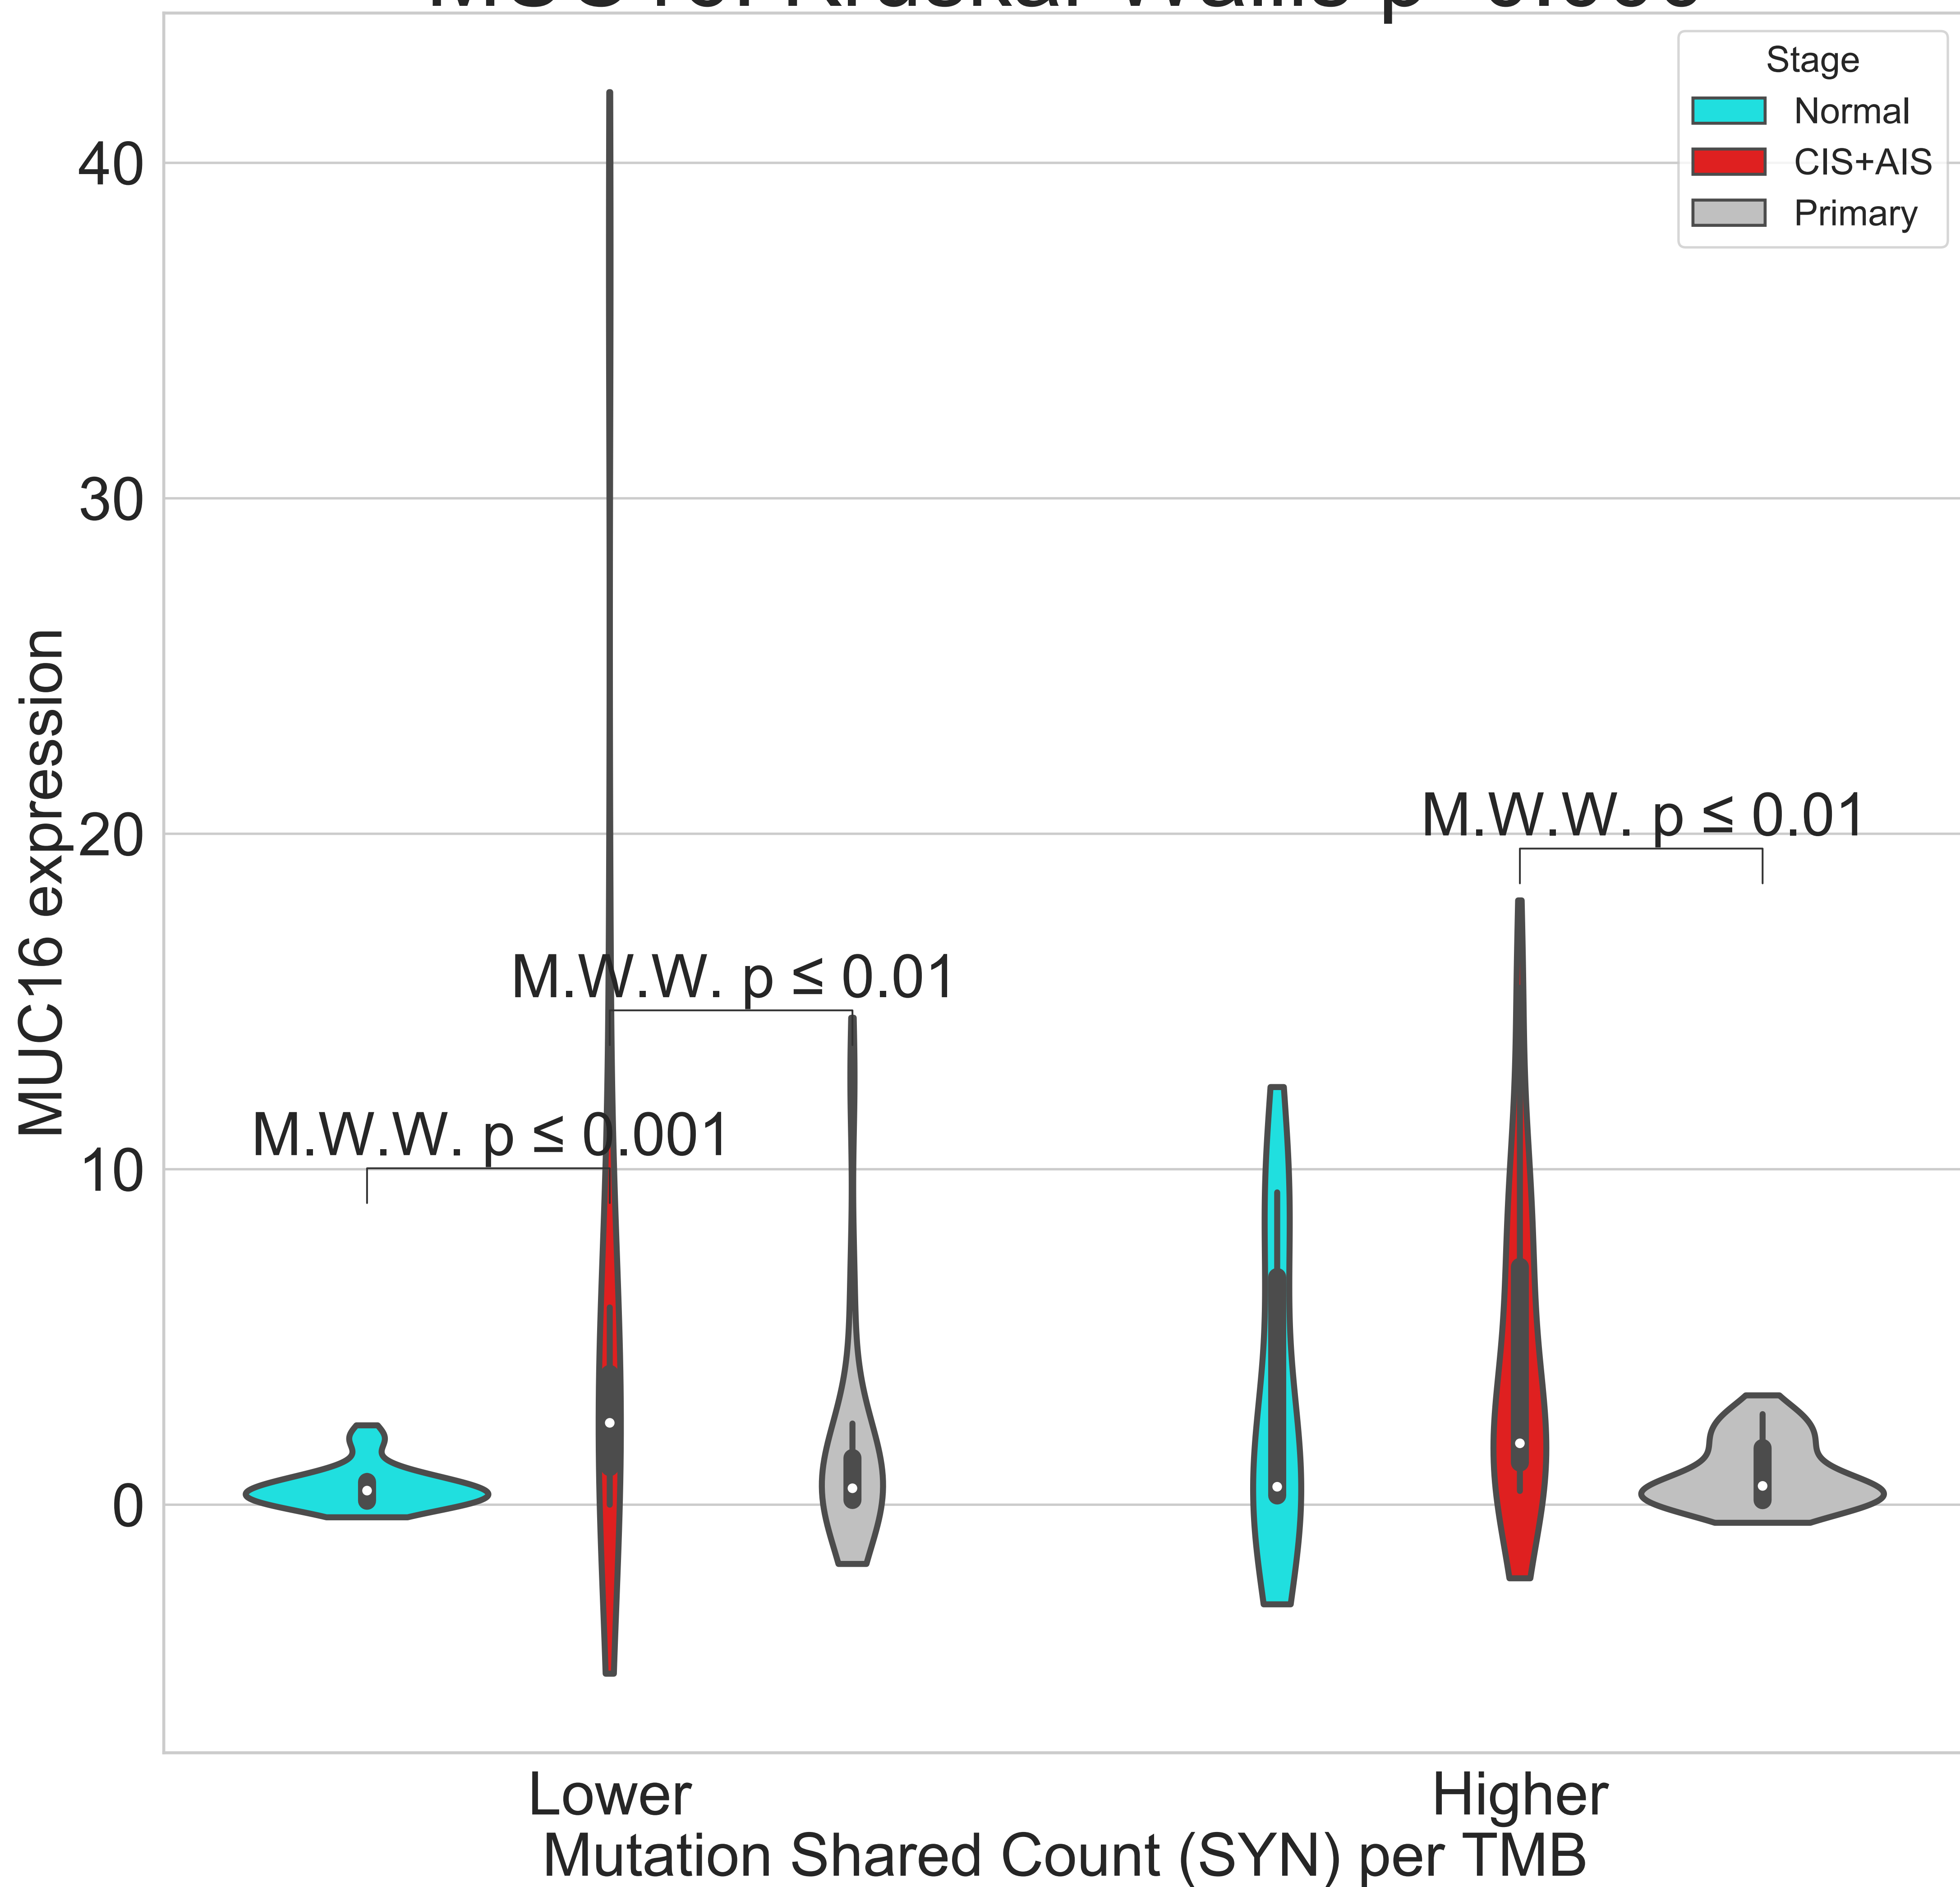 Stage
Normal
CIS+AIS
Primary
40
30
20
10
0
MUC16 expression
M.W.W. p ≤ 0.01
M.W.W. p ≤ 0.01
M.W.W. p ≤ 0.001
Lower
Higher
Mutation Shared Count (SYN) per TMB